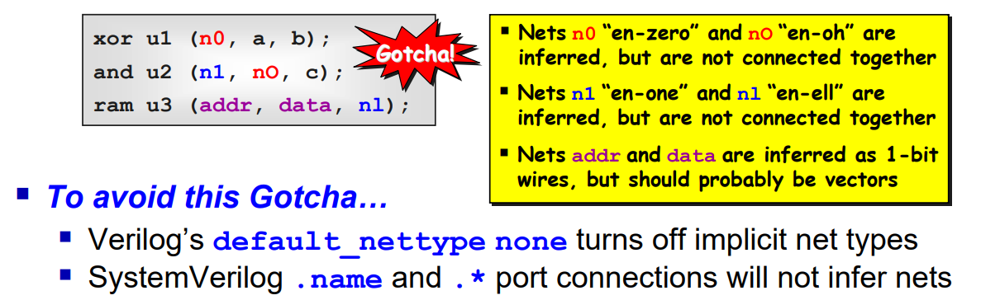 xor u1 (n0, a, b);
and u2 (n1, nO, c);
ram u3 (addr, data, nl);
Gotcha!
▪ Nets n0 “en-zero” and nO “en-oh” are
inferred, but are not connected together
▪ Nets n1 “en-one” and nl “en-ell” are
inferred, but are not connected together
▪ Nets addr and data are inferred as 1-bit
wires, but should probably be vectors
▪ To avoid this Gotcha…
▪ Verilog’s default_nettype none turns off implicit net types
▪ SystemVerilog .name and .* port connections will not infer nets